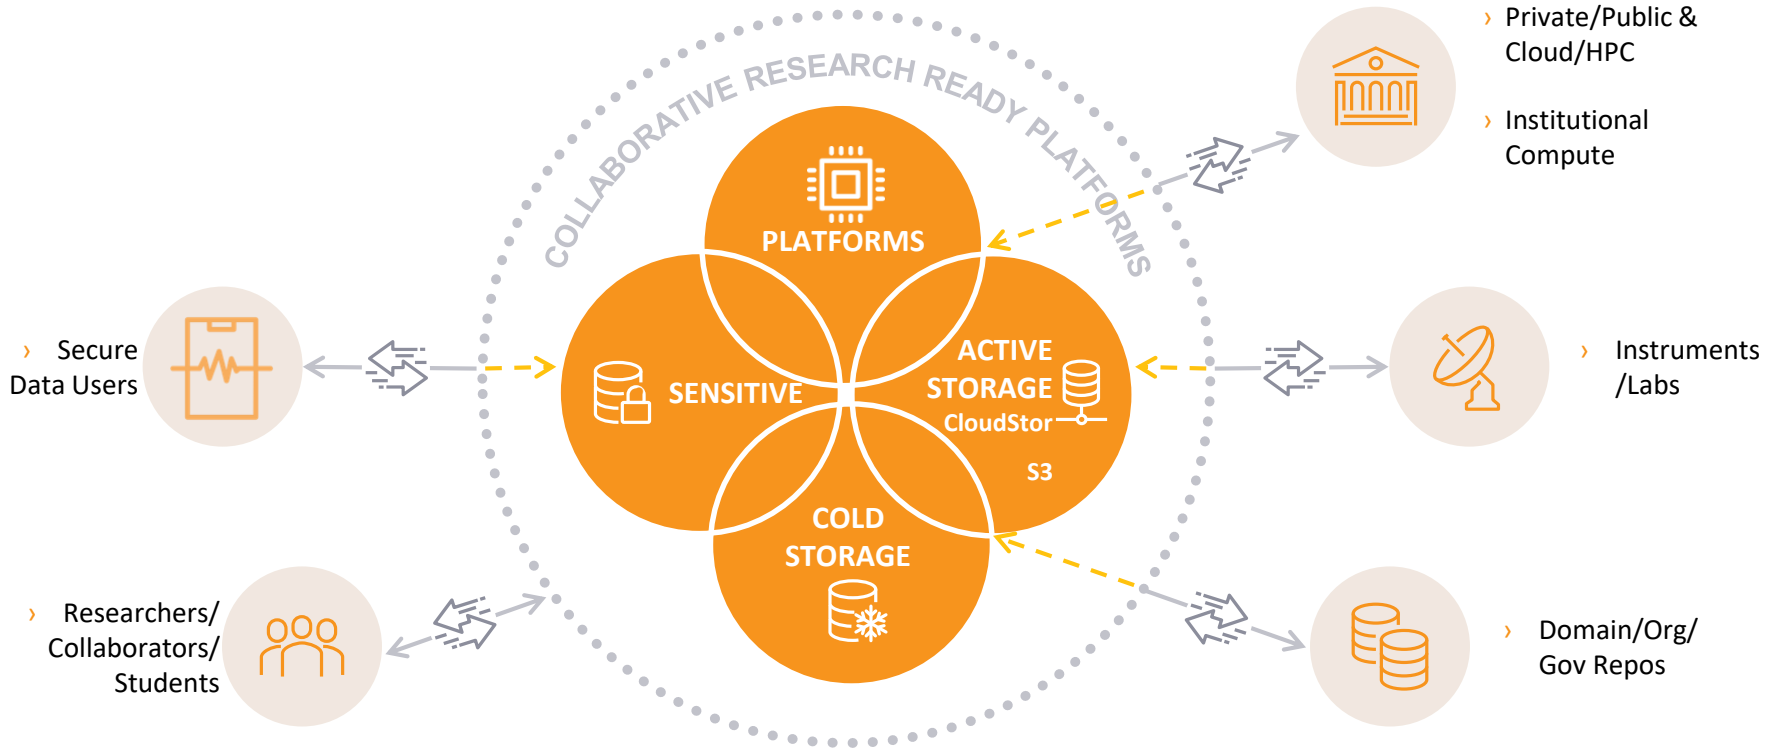 COLLABORATIVE RESEARCH READY PLATFORMS
› Private/Public &
Cloud/HPC
› Institutional
Compute
PLATFORMS
› Secure
Data Users
SENSITIVE
ACTIVE
STORAGE
CloudStor
S3
› Instruments
/Labs
COLD
STORAGE
› Researchers/
Collaborators/
Students
› Domain/Org/
Gov Repos